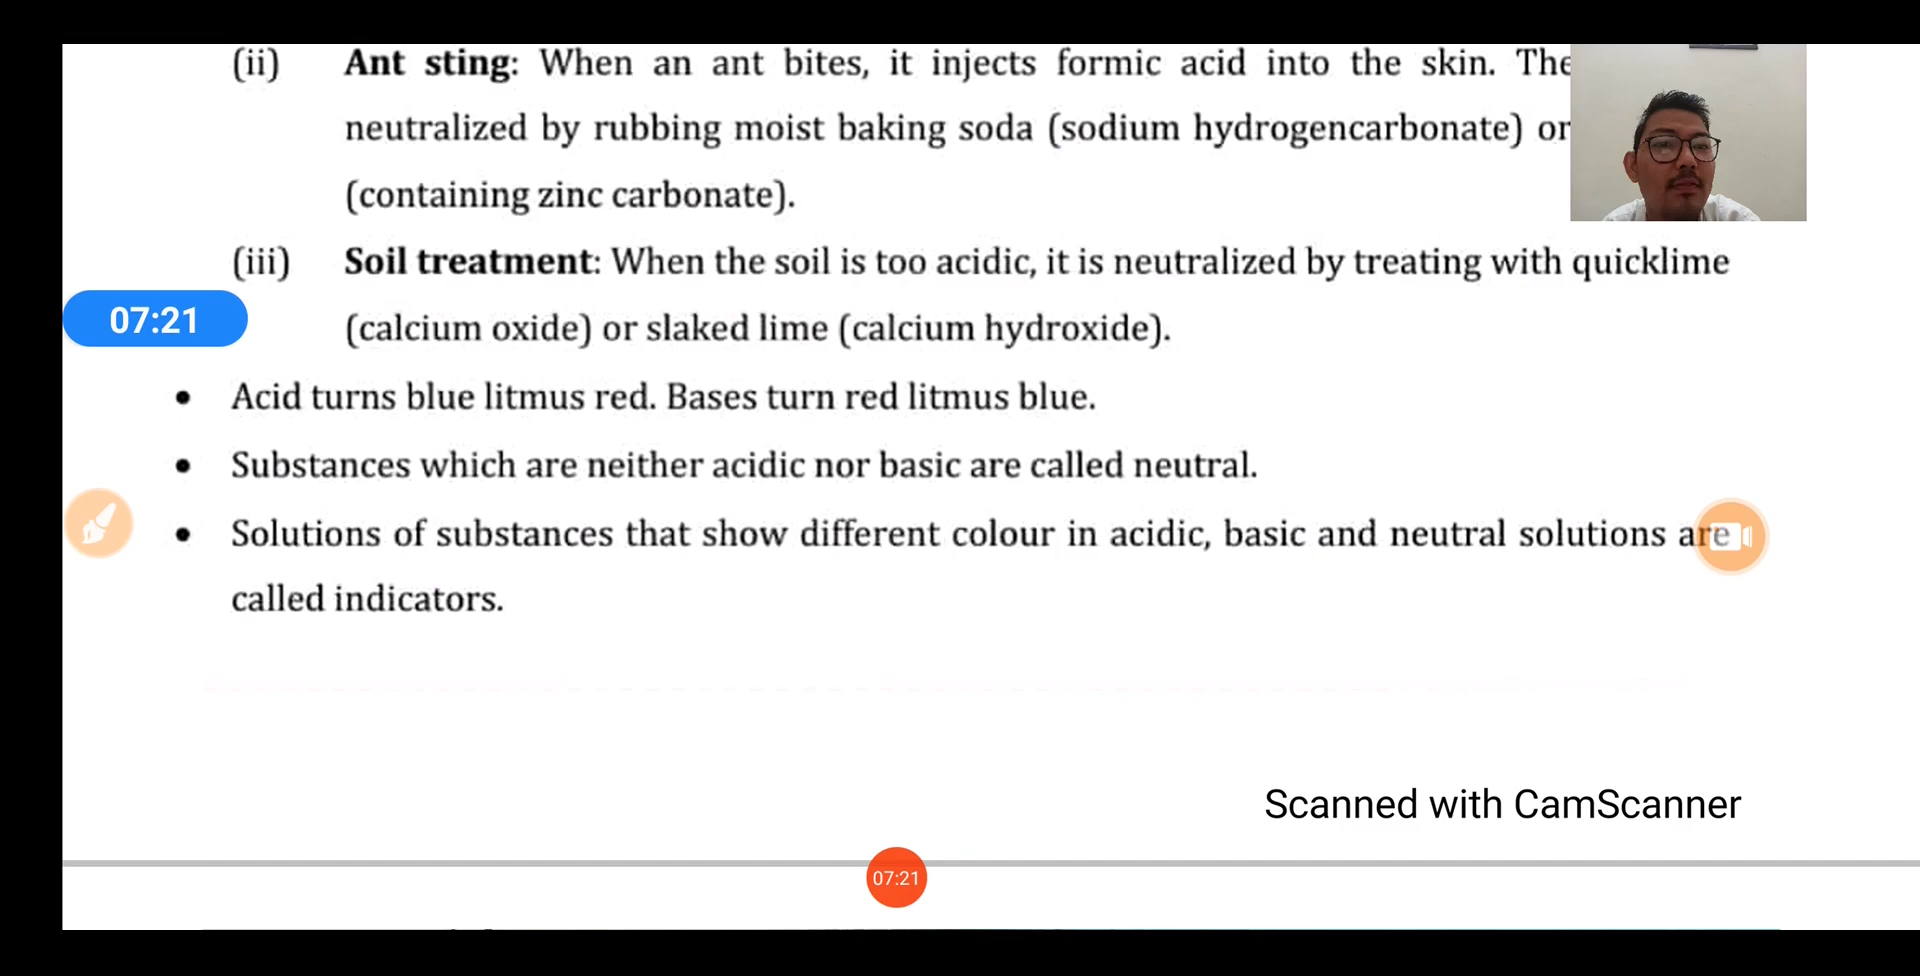 (ii) Ant sting: When an ant bites, it injects formic acid into the skin. The
neutralized by rubbing moist baking soda (sodium hydrogencarbonate) or
(containing zinc carbonate).
(iii) Soil treatment: When the soil is too acidic, it is neutralized by treating with quicklime
07:21
(calcium oxide) or slaked lime (calcium hydroxide).
• Acid turns blue litmus red. Bases turn red litmus blue.
• Substances which are neither acidic nor basic are called neutral.
• Solutions of substances that show different colour in acidic, basic and neutral solutions are
called indicators.
Scanned with CamScanner
07:21